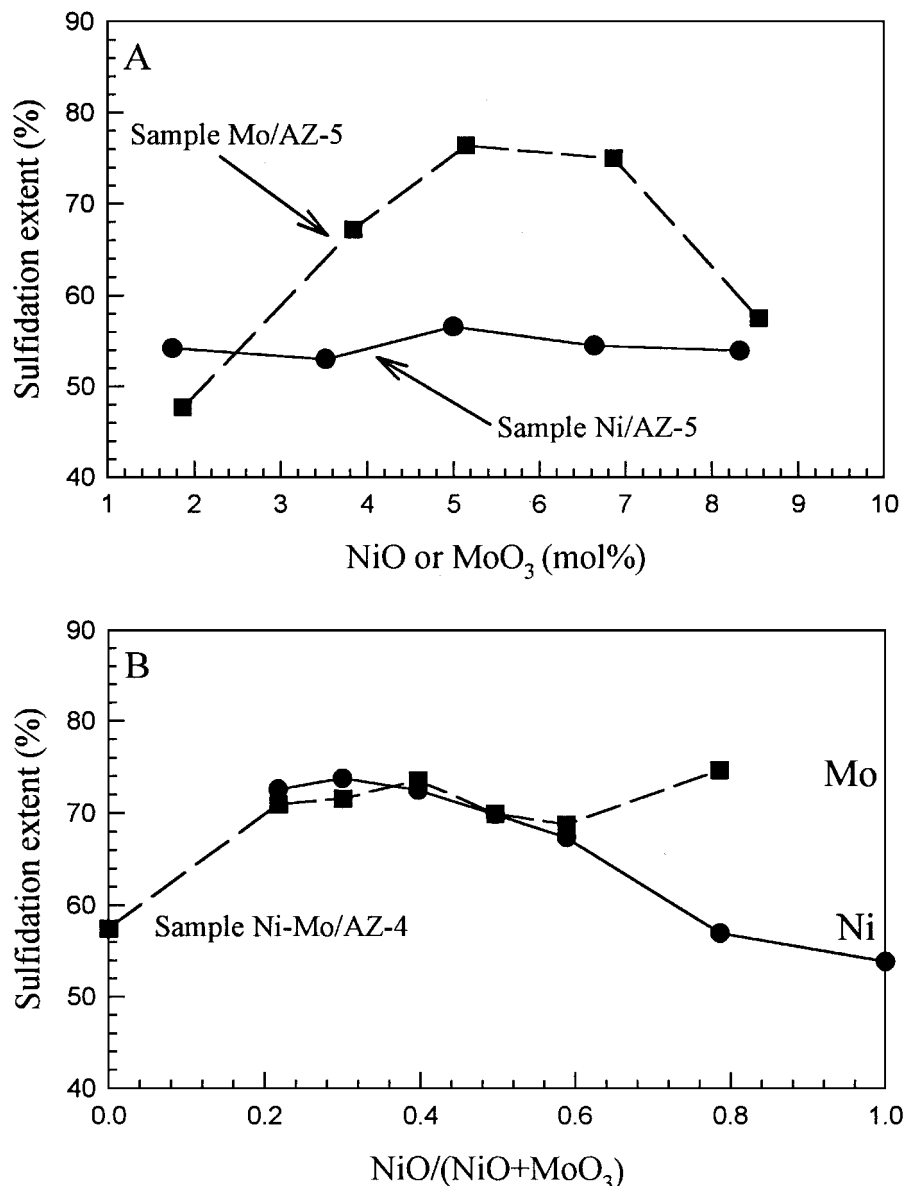 A
Sulfidation extent (%)
90
80
70
60
50
40
Sample Mo/AZ-5
Sample Ni/AZ-5
1 2 3 4 5 6 7 8 9 10
NiO or MoO₃ (mol%)
B
Sulfidation extent (%)
90
80
70
60
50
40
Mo
Sample Ni-Mo/AZ-4
Ni
0.0 0.2 0.4 0.6 0.8 1.0
NiO/(NiO+MoO₃)